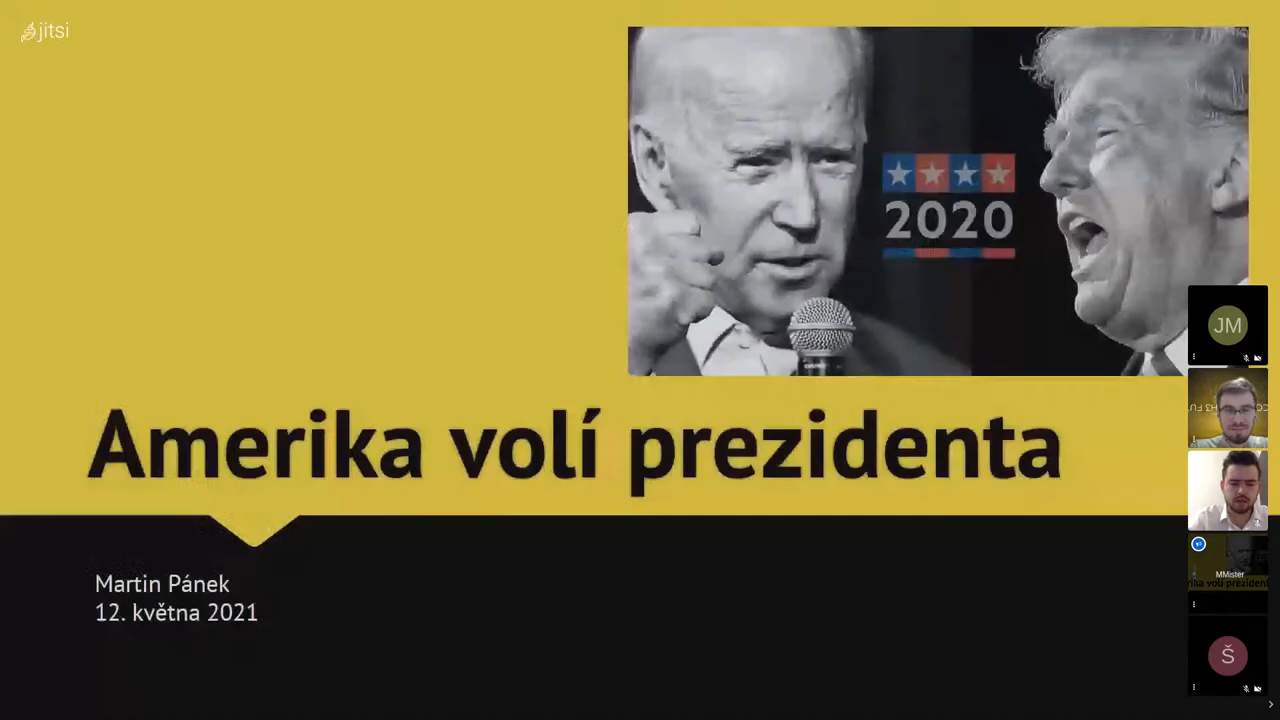 jitsi
2020
Amerika volí prezidenta
Martin Pánek
12. května 2021
JM
MMister
Š